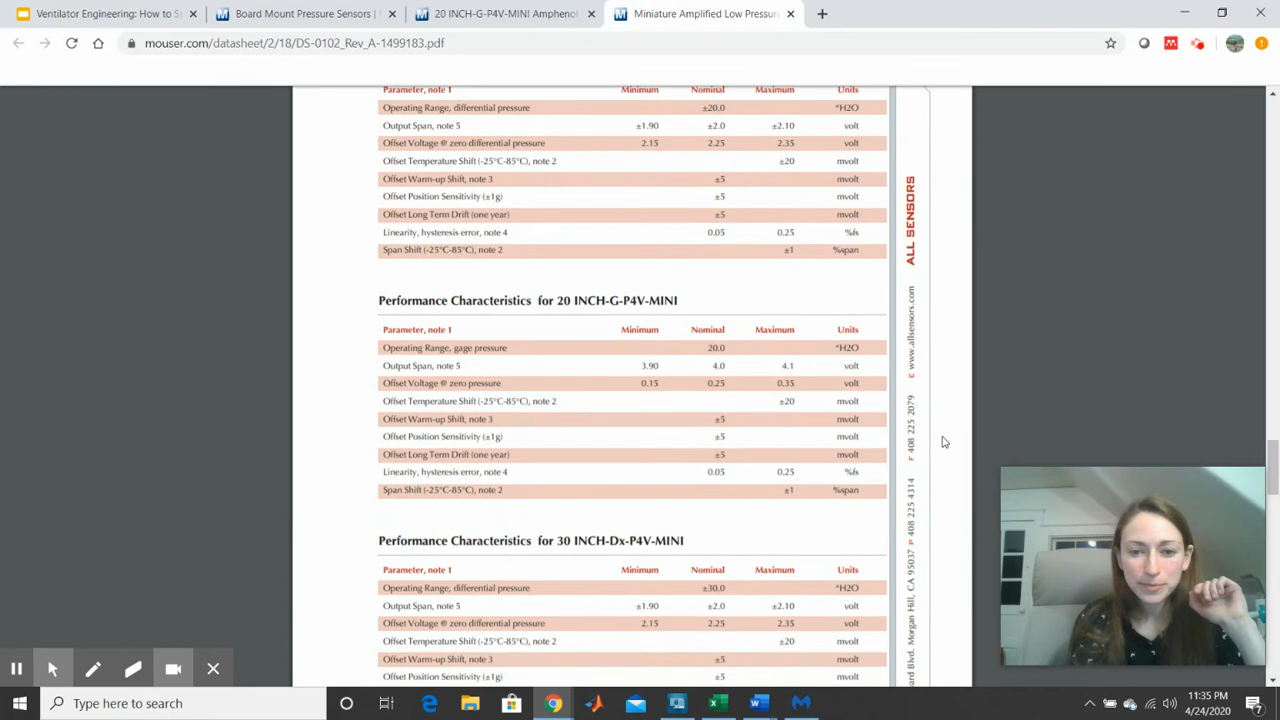 Ventilator Engineering: How to S
Board Mount Pressure Sensors |
20 INCH-G-P4V-MINI Amphenol
Miniature Amplified Low Pressure
mouser.com/datasheet/2/18/DS-0102_Rev_A-1499183.pdf
Parameter, note 1 Minimum Nominal Maximum Units
Operating Range, differential pressure ±20.0 "H2O
Output Span, note 5 ±1.90 ±2.0 ±2.10 volt
Offset Voltage @ zero differential pressure 2.15 2.25 2.35 volt
Offset Temperature Shift (-25°C-85°C), note 2 ±20 mvolt
Offset Warm-up Shift, note 3 ±5 mvolt
Offset Position Sensitivity (±1g) ±5 mvolt
Offset Long Term Drift (one year) ±5 mvolt
Linearity, hysteresis error, note 4 0.05 0.25 %fs
Span Shift (-25°C-85°C), note 2 ±1 %span
Performance Characteristics for 20 INCH-G-P4V-MINI
Parameter, note 1 Minimum Nominal Maximum Units
Operating Range, gage pressure 20.0 "H2O
Output Span, note 5 3.90 4.0 4.1 volt
Offset Voltage @ zero pressure 0.15 0.25 0.35 volt
Offset Temperature Shift (-25°C-85°C), note 2 ±20 mvolt
Offset Warm-up Shift, note 3 ±5 mvolt
Offset Position Sensitivity (±1g) ±5 mvolt
Offset Long Term Drift (one year) ±5 mvolt
Linearity, hysteresis error, note 4 0.05 0.25 %fs
Span Shift (-25°C-85°C), note 2 ±1 %span
Performance Characteristics for 30 INCH-Dx-P4V-MINI
Parameter, note 1 Minimum Nominal Maximum Units
Operating Range, differential pressure ±30.0 "H2O
Output Span, note 5 ±1.90 ±2.0 ±2.10 volt
Offset Voltage @ zero differential pressure 2.15 2.25 2.35 volt
Offset Temperature Shift (-25°C-85°C), note 2 ±20 mvolt
Offset Warm-up Shift, note 3 ±5 mvolt
Offset Position Sensitivity (±1g) ±5 mvolt
ALL SENSORS
Blvd. Morgan Hill, CA 95037 P 408 225 4314 F 408 225 2079 E www.allsensors.com
Type here to search
11:35 PM
4/24/2020
7